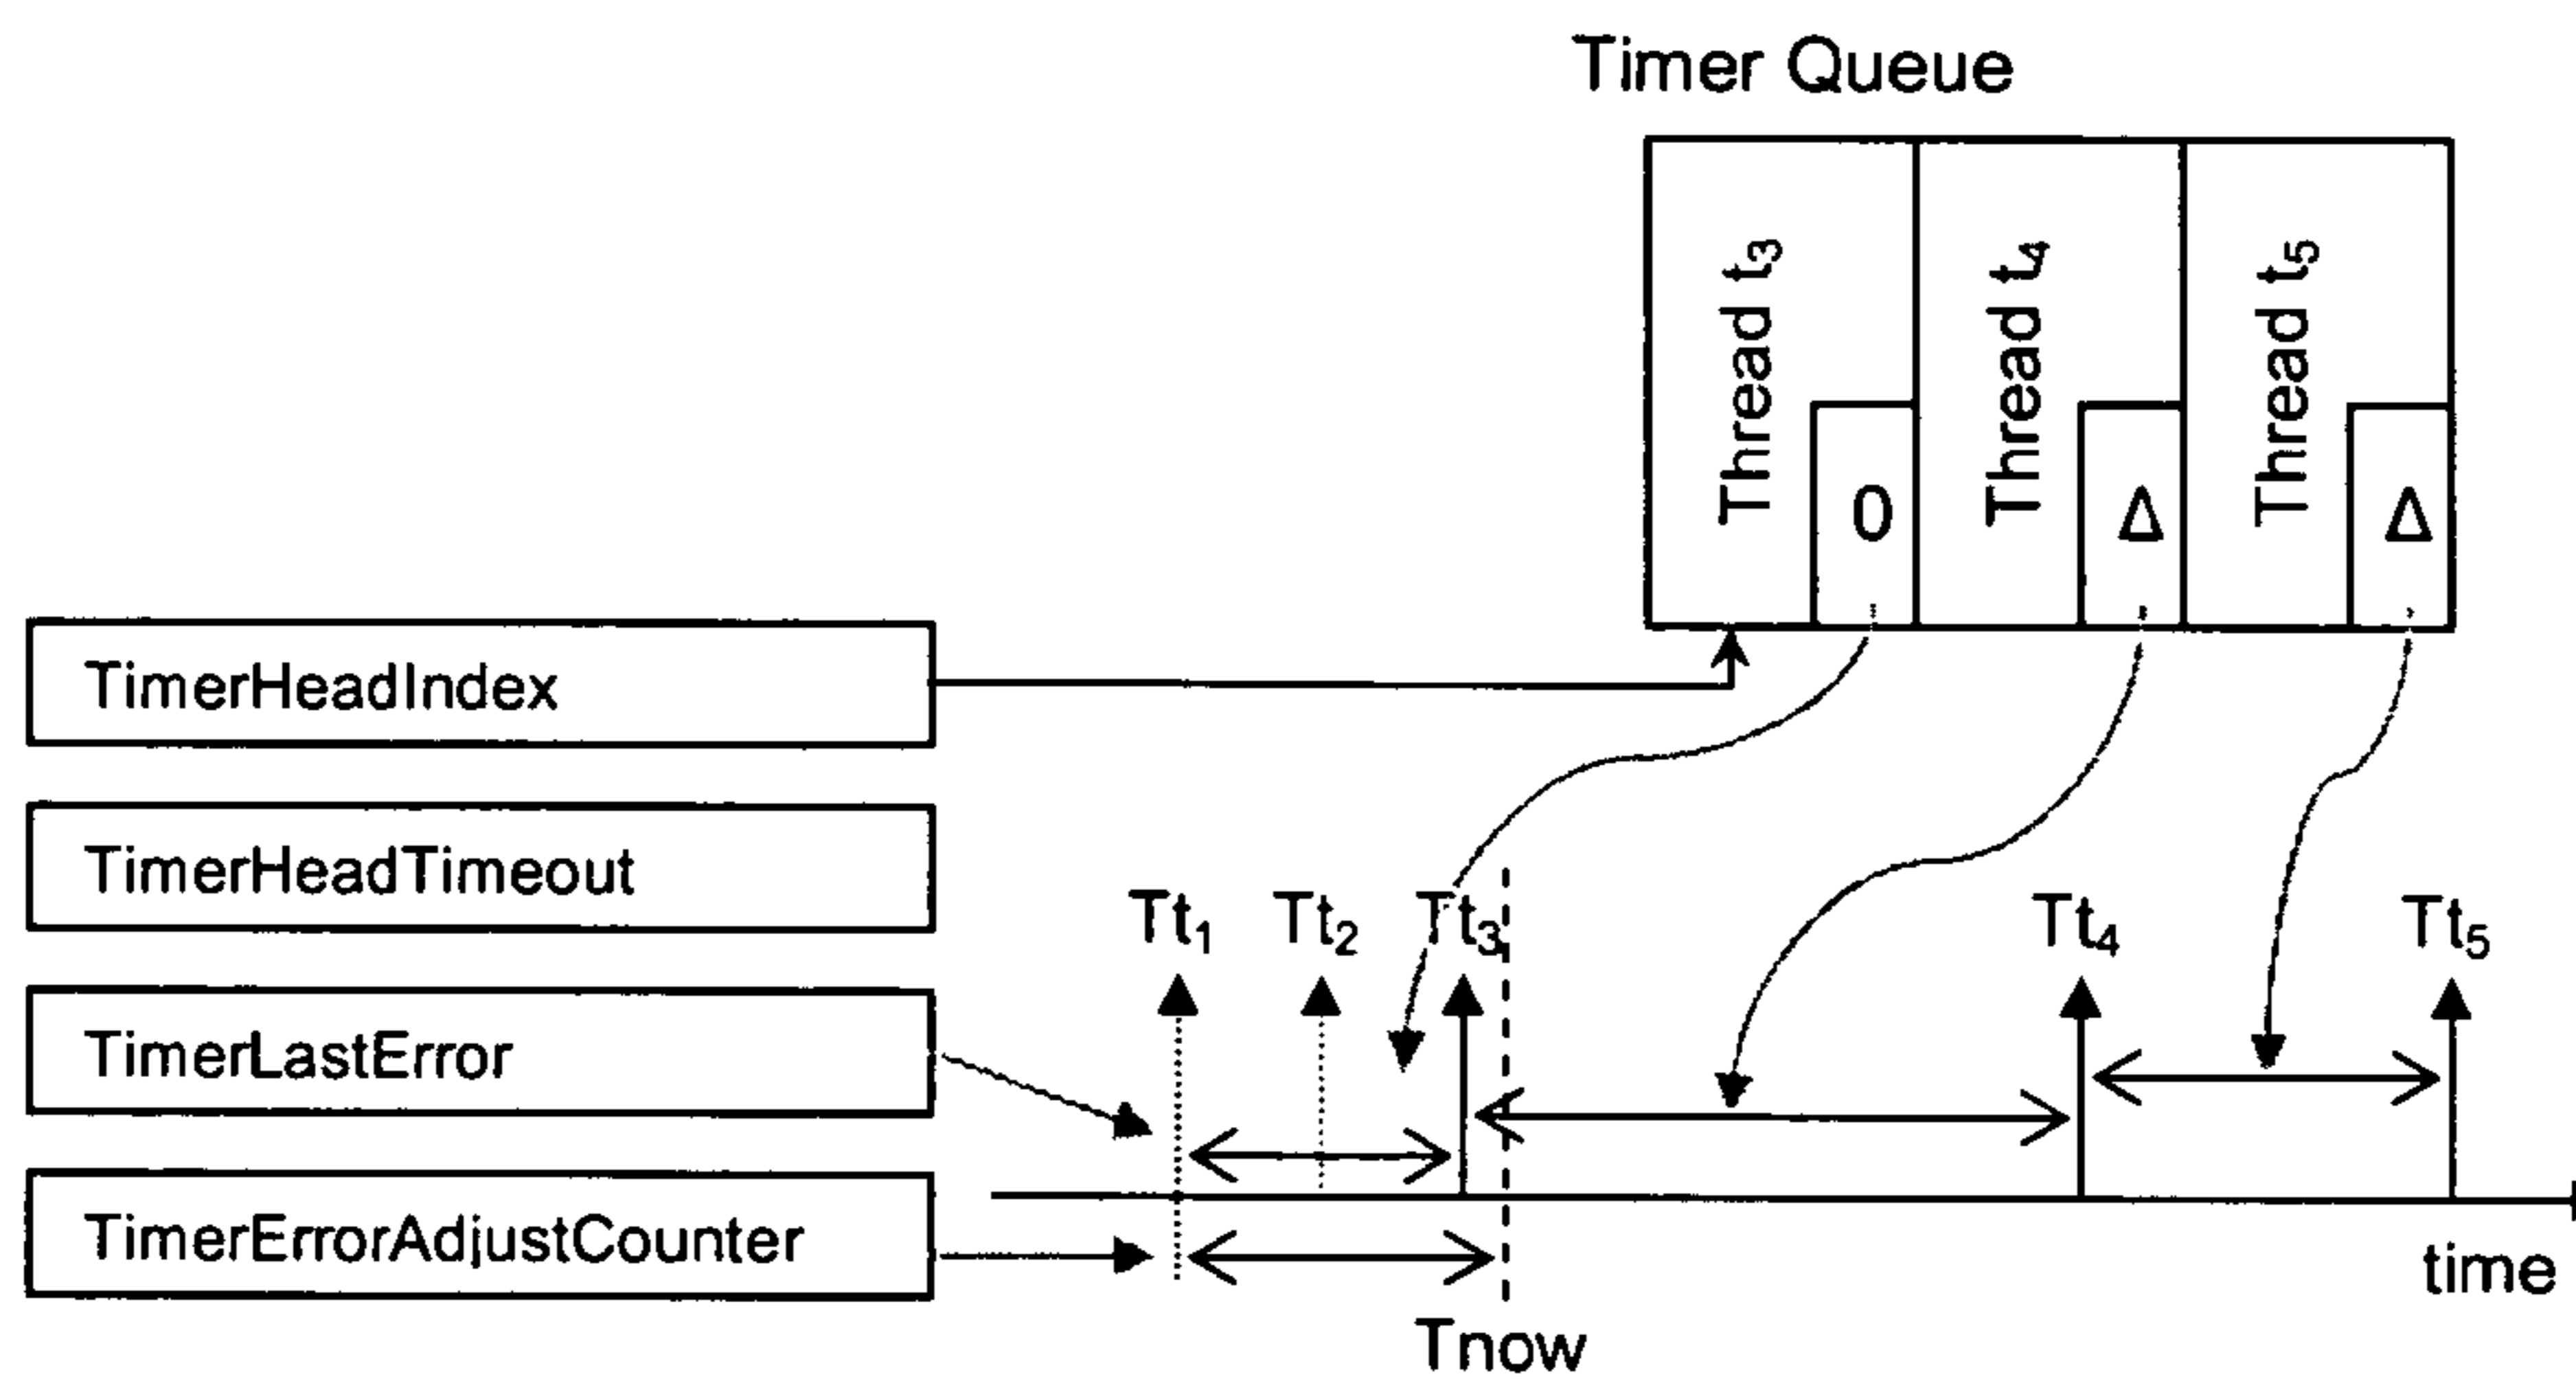 Timer Queue
Thread t₃
0
Thread t₄
Δ
Thread t₅
Δ
TimerHeadIndex
TimerHeadTimeout
TimerLastError
TimerErrorAdjustCounter
Tt₁ Tt₂ Tt₃ Tt₄ Tt₅
time
Tnow